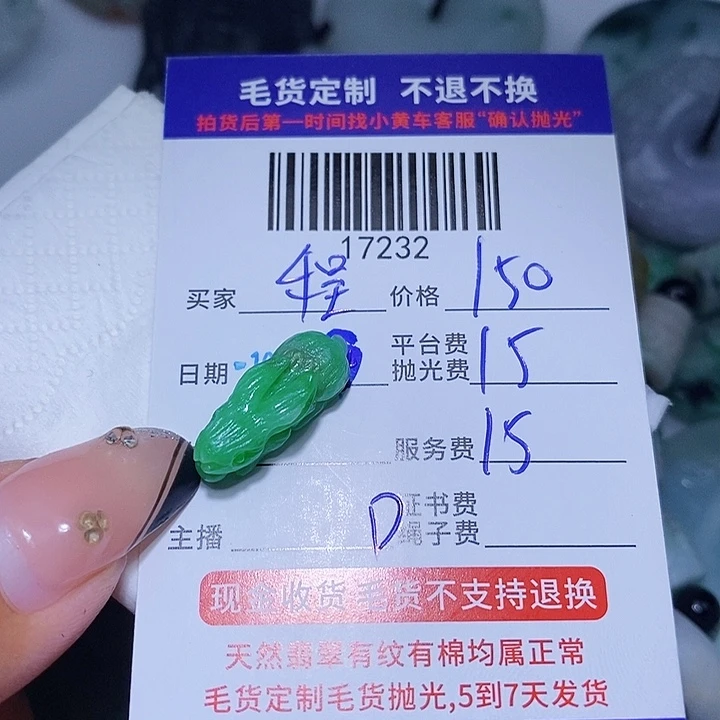 毛货定制 不退不换
拍货后第一时间找小黄车客服“确认抛光”
17232
买家 程 价格 150
日期 平台费
抛光费 15
服务费 15
主播 D 证书费
绳子费
现金收货 毛货不支持退换
天然翡翠有纹有棉均属正常
毛货定制毛货抛光,5到7天发货